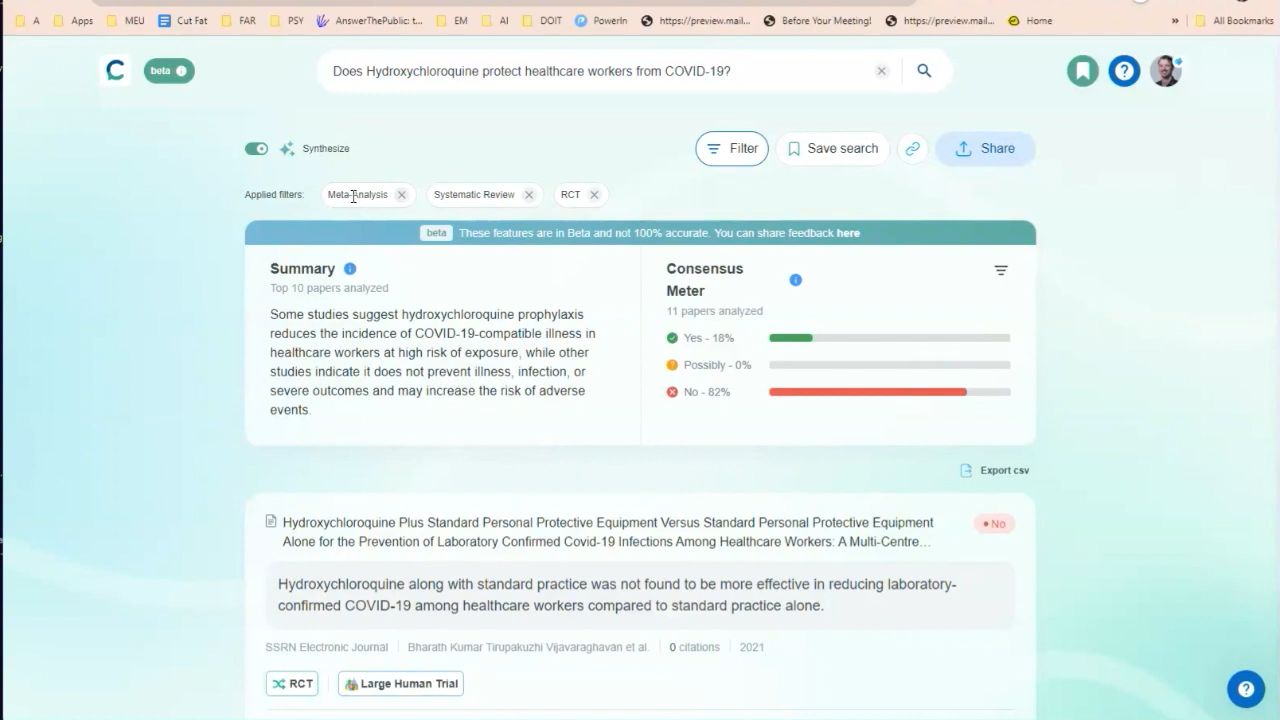 A Apps MEU Cut Fat FAR PSY AnswerThePublic: t... EM AI DOIT PowerIn https://preview.mail... Before Your Meeting! https://preview.mail... Home » All Bookmarks
C beta Does Hydroxychloroquine protect healthcare workers from COVID-19?
Synthesize Filter Save search Share
Applied filters: Meta-Analysis Systematic Review RCT
beta These features are in Beta and not 100% accurate. You can share feedback here
Summary
Top 10 papers analyzed
Some studies suggest hydroxychloroquine prophylaxis
reduces the incidence of COVID-19-compatible illness in
healthcare workers at high risk of exposure, while other
studies indicate it does not prevent illness, infection, or
severe outcomes and may increase the risk of adverse
events.
Consensus
Meter
11 papers analyzed
Yes - 18%
Possibly - 0%
No - 82%
Export csv
Hydroxychloroquine Plus Standard Personal Protective Equipment Versus Standard Personal Protective Equipment
Alone for the Prevention of Laboratory Confirmed Covid-19 Infections Among Healthcare Workers: A Multi-Centre...
No
Hydroxychloroquine along with standard practice was not found to be more effective in reducing laboratory-
confirmed COVID-19 among healthcare workers compared to standard practice alone.
SSRN Electronic Journal Bharath Kumar Tirupakuzhi Vijavaraghavan et al. 0 citations 2021
RCT Large Human Trial